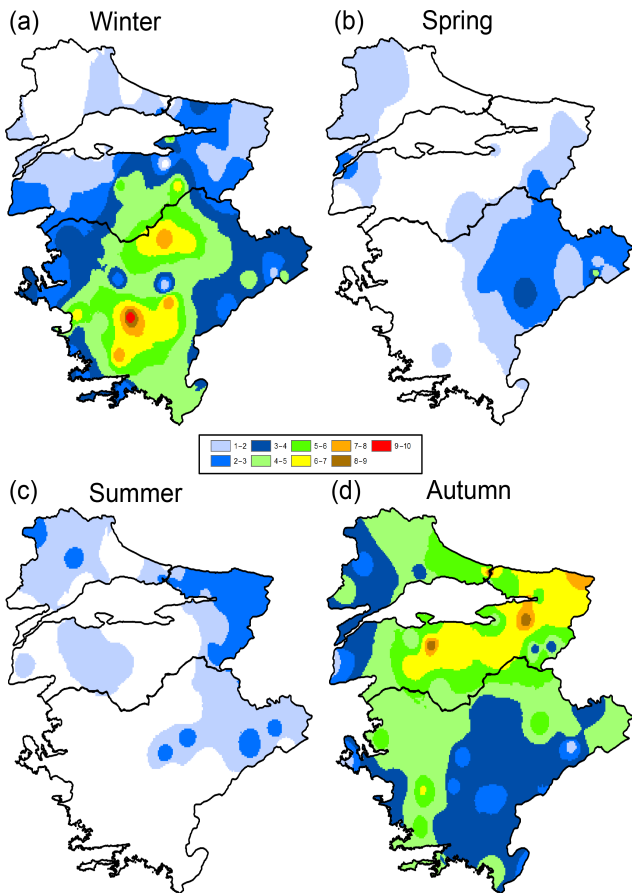 (a) Winter
(b) Spring
1-2 3-4 5-6 7-8 9-10
2-3 4-5 6-7 8-9
(c) Summer
(d) Autumn